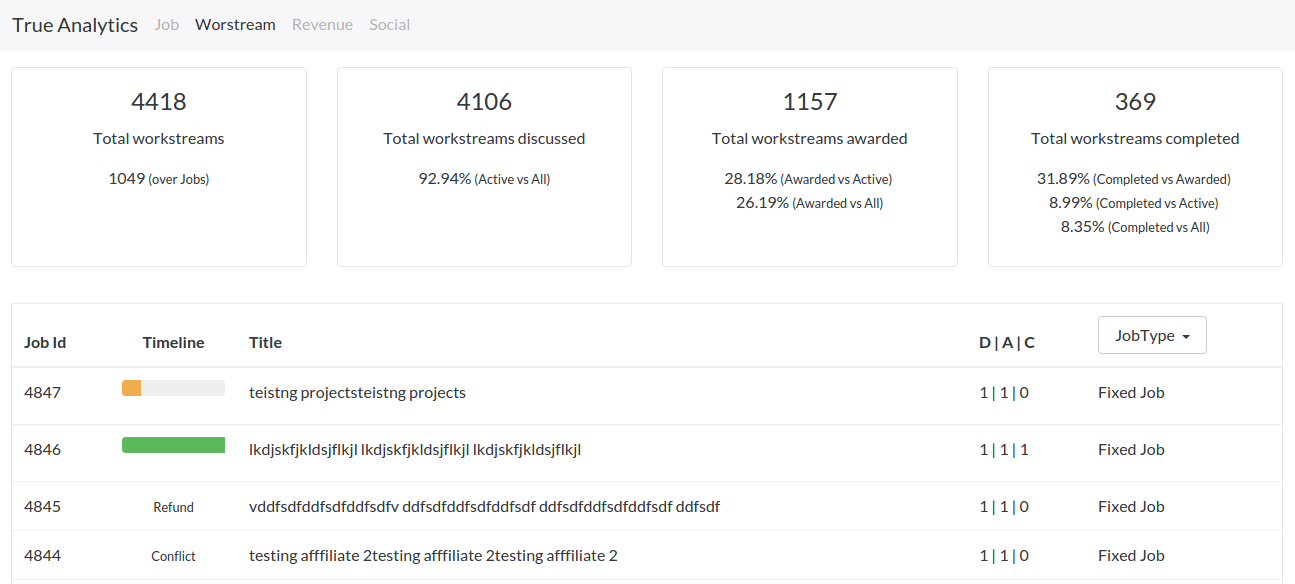 True Analytics Job Worstream Revenue Social
4418
Total workstreams
1049 (over Jobs)
4106
Total workstreams discussed
92.94% (Active vs All)
1157
Total workstreams awarded
28.18% (Awarded vs Active)
26.19% (Awarded vs All)
369
Total workstreams completed
31.89% (Completed vs Awarded)
8.99% (Completed vs Active)
8.35% (Completed vs All)
Job Id Timeline Title D | A | C JobType
4847 teistng projectsteistng projects 1 | 1 | 0 Fixed Job
4846 lkdjskfjkldsjflkjl lkdjskfjkldsjflkjl lkdjskfjkldsjflkjl 1 | 1 | 1 Fixed Job
4845 Refund vddfsdfddfsdfddfsdfv ddfsdfddfsdfddfsdf ddfsdfddfsdfddfsdf ddfsdf 1 | 1 | 0 Fixed Job
4844 Conflict testing afffiliate 2testing afffiliate 2testing afffiliate 2 1 | 1 | 0 Fixed Job